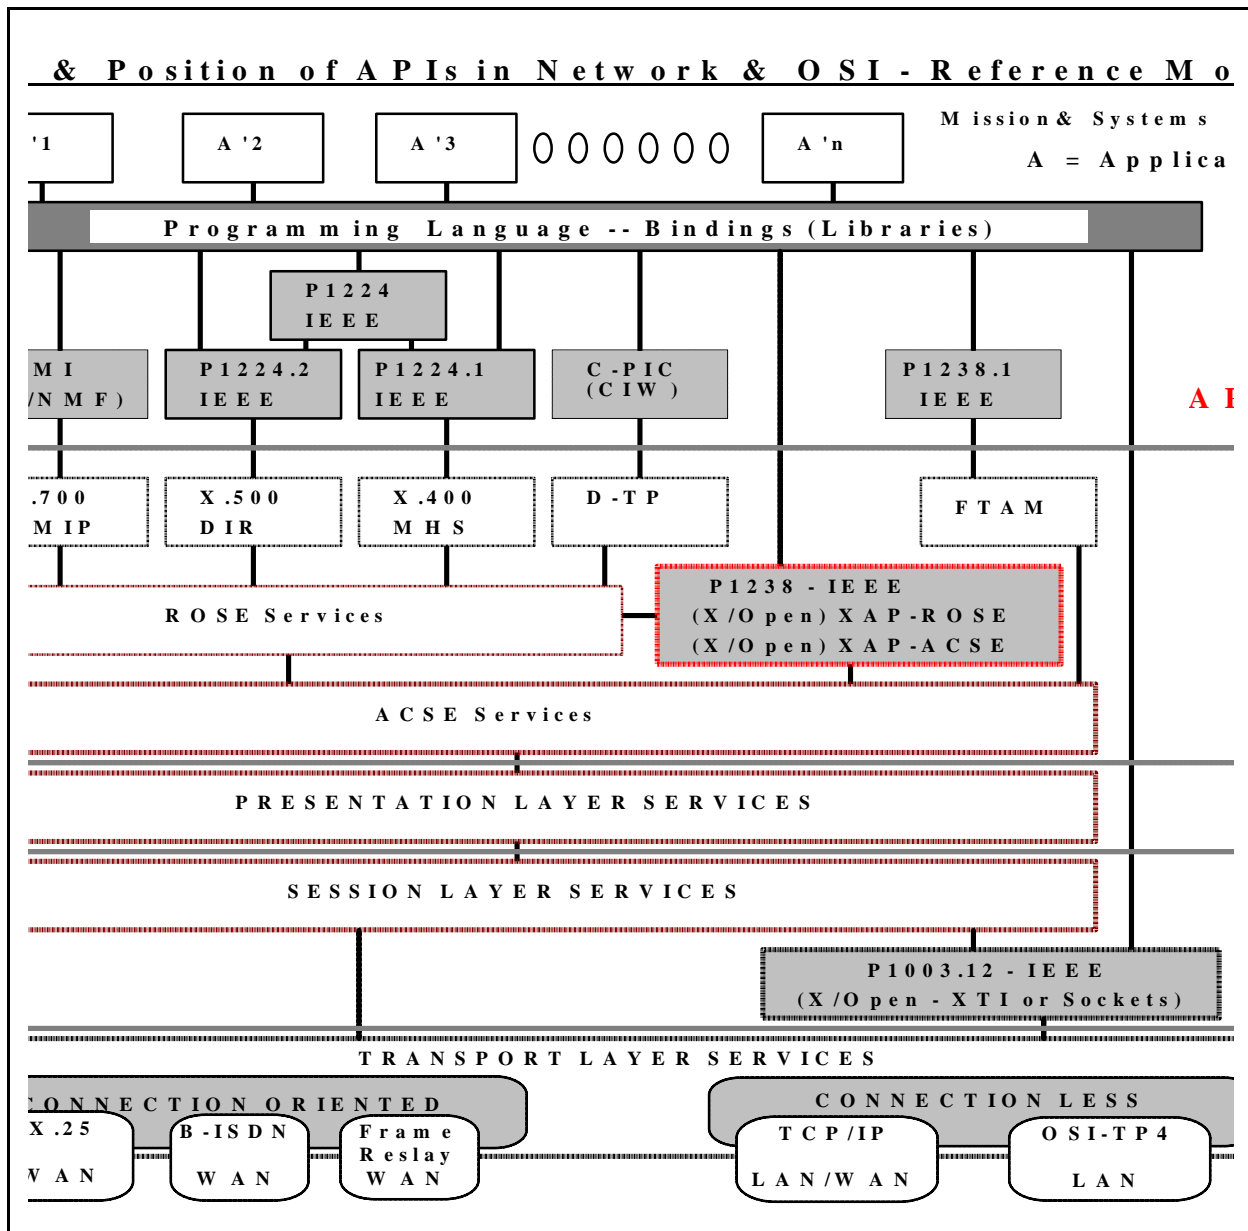 & Position of APIs in Network & OSI - Reference Mo
Mission& Systems
'1
A '2
A '3
A 'n
A = Applica
Programming Language -- Bindings (Libraries)
P1224
IEEE
MI
/NMF)
P1224.2
IEEE
P1224.1
IEEE
C-PIC
(CIW)
P1238.1
IEEE
.700
MIP
X.500
DIR
X.400
MHS
D-TP
FTAM
ROSE Services
P1238 - IEEE
(X/Open) XAP-ROSE
(X/Open) XAP-ACSE
ACSE Services
PRESENTATION LAYER SERVICES
SESSION LAYER SERVICES
P1003.12 - IEEE
(X/Open - XTI or Sockets)
TRANSPORT LAYER SERVICES
CONNECTION ORIENTED
CONNECTION LESS
X.25
WAN
B-ISDN
WAN
Frame
Reslay
WAN
TCP/IP
LAN/WAN
OSI-TP4
LAN